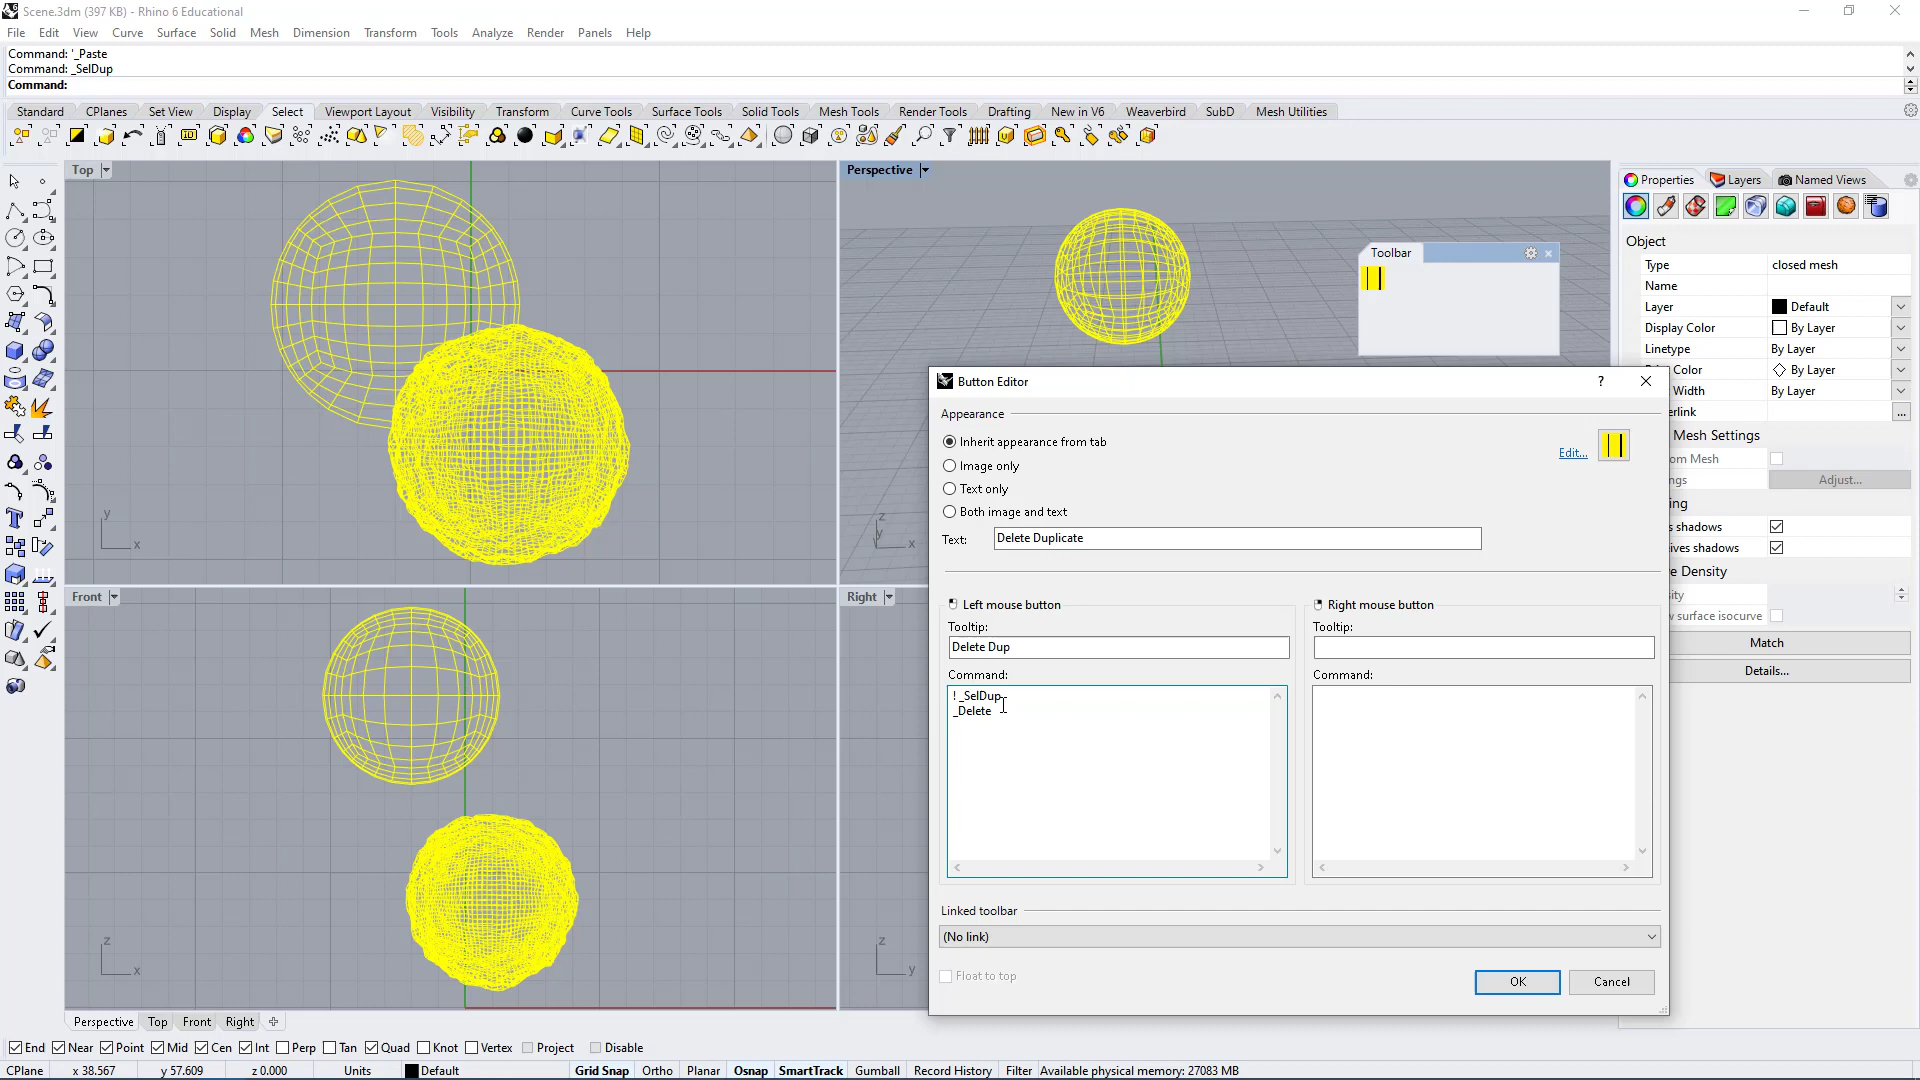 Scene.3dm (397 KB) - Rhino 6 Educational
File Edit View Curve Surface Solid Mesh Dimension Transform Tools Analyze Render Panels Help
Command: '_Paste
Command: _SelDup
Command:
Standard CPlanes Set View Display Select Viewport Layout Visibility Transform Curve Tools Surface Tools Solid Tools Mesh Tools Render Tools Drafting New in V6 Weaverbird SubD Mesh Utilities
Top
Perspective
Properties Layers Named Views
Object
Type closed mesh
Name
Layer Default
Display Color By Layer
Linetype By Layer
Color By Layer
Width By Layer
erlink ...
Mesh Settings
om Mesh
ngs Adjust...
ing
s shadows
ives shadows
e Density
sity
w surface isocurve
Match
Details...
Toolbar
Button Editor ?
Appearance
Inherit appearance from tab
Image only
Text only
Both image and text
Edit...
Text: Delete Duplicate
Left mouse button
Tooltip:
Delete Dup
Command:
! _SelDup
_Delete
Right mouse button
Tooltip:
Command:
Linked toolbar
(No link)
Float to top
OK Cancel
y
x
z
y
x
Front
Right
z
x
z
y
Perspective Top Front Right
End Near Point Mid Cen Int Perp Tan Quad Knot Vertex Project Disable
CPlane x 38.567 y 57.609 z 0.000 Units Default Grid Snap Ortho Planar Osnap SmartTrack Gumball Record History Filter Available physical memory: 27083 MB